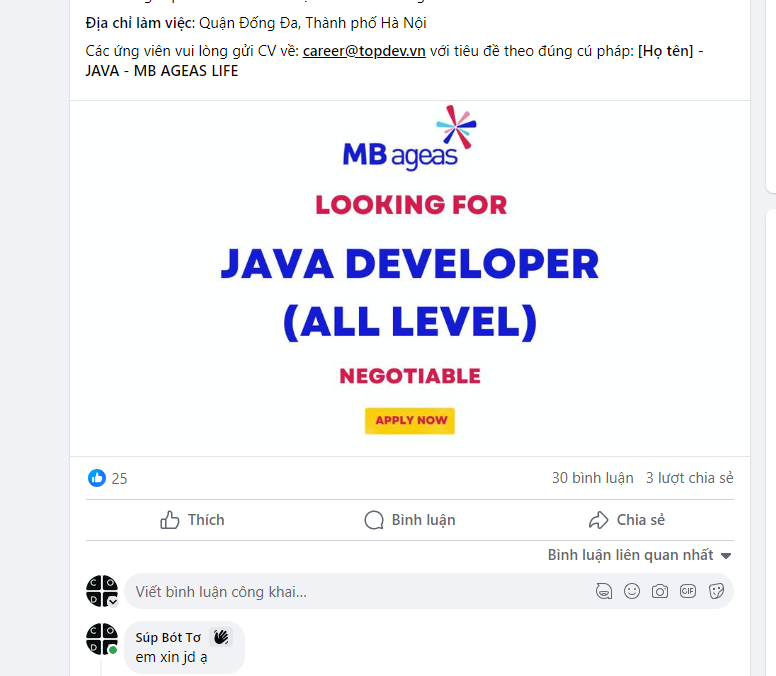 Địa chỉ làm việc: Quận Đống Đa, Thành phố Hà Nội
Các ứng viên vui lòng gửi CV về: career@topdev.vn với tiêu đề theo đúng cú pháp: [Họ tên] -
JAVA - MB AGEAS LIFE
MB ageas
LOOKING FOR
JAVA DEVELOPER
(ALL LEVEL)
NEGOTIABLE
APPLY NOW
25
30 bình luận 3 lượt chia sẻ
Thích Bình luận Chia sẻ
Bình luận liên quan nhất
C O D
Viết bình luận công khai...
GIF
C O D
Súp Bót Tơ
em xin jd ạ